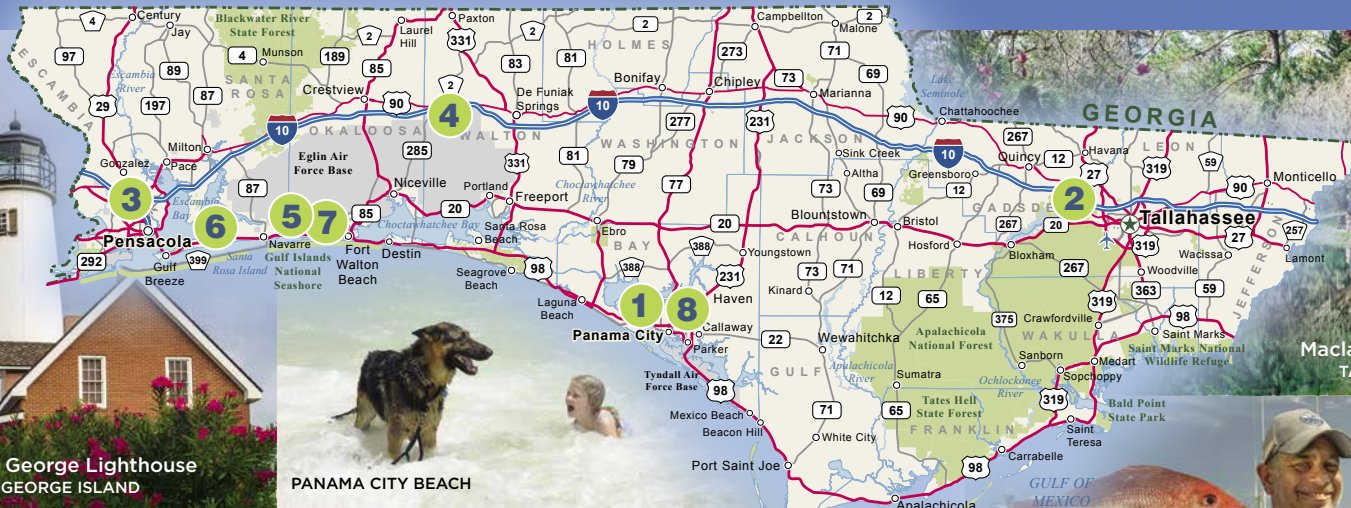 Century
Jay
Blackwater River
State Forest
Paxton
Laurel
Hill
Campbellton
Malone
HOLMES
ESCAMBIA
Munson
SANTA
ROSA
Escambia
River
Crestview
De Funiak
Springs
Bonifay
Chipley
Marianna
Lake
Seminole
Chattahoochee
GEORGIA
OKALOOSA
WALTON
WASHINGTON
JACKSON
Sink Creek
Altha
Greensboro
Quincy
Havana
LEON
Monticello
Milton
Pace
Gonzalez
Eglin Air
Force Base
Niceville
Portland
Freeport
Choctawhatchee
River
Choctawhatchee Bay
Santa Rosa
Beach
Ebro
BAY
Blountstown
Bristol
CALHOUN
Hosford
Bloxham
Tallahassee
Wacissa
Lamont
JEFFERSON
Escambia
Bay
Pensacola
Gulf
Breeze
Navarre
Santa
Rosa Island
Gulf Islands
National
Seashore
Fort
Walton
Beach
Destin
Seagrove
Beach
Laguna
Beach
Youngstown
Haven
Kinard
LIBERTY
Woodville
Panama City
Callaway
Parker
Tyndall Air
Force Base
Wewahitchka
Apalachicola
National Forest
Crawfordville
WAKULLA
Saint Marks
Saint Marks National
Wildlife Refuge
Medart
Sopchoppy
Sanborn
Ochlockonee
River
Sumatra
Apalachicola
River
GULF
Tates Hell
State Forest
FRANKLIN
Bald Point
State Park
Saint
Teresa
Carrabelle
Mexico Beach
Beacon Hill
White City
Port Saint Joe
Apalachicola
GULF OF
MEXICO
1
2
3
4
5
6
7
8
97
4
29
89
197
87
4
189
2
85
90
10
2
331
2
83
81
2
10
273
2
71
73
69
277
231
90
10
267
12
27
319
59
90
285
331
81
79
77
73
69
12
87
85
20
20
267
20
319
27
257
292
399
98
388
388
231
73
71
12
65
267
363
59
319
375
98
22
98
71
65
319
98
George Lighthouse
GEORGE ISLAND
PANAMA CITY BEACH
Macla
TA